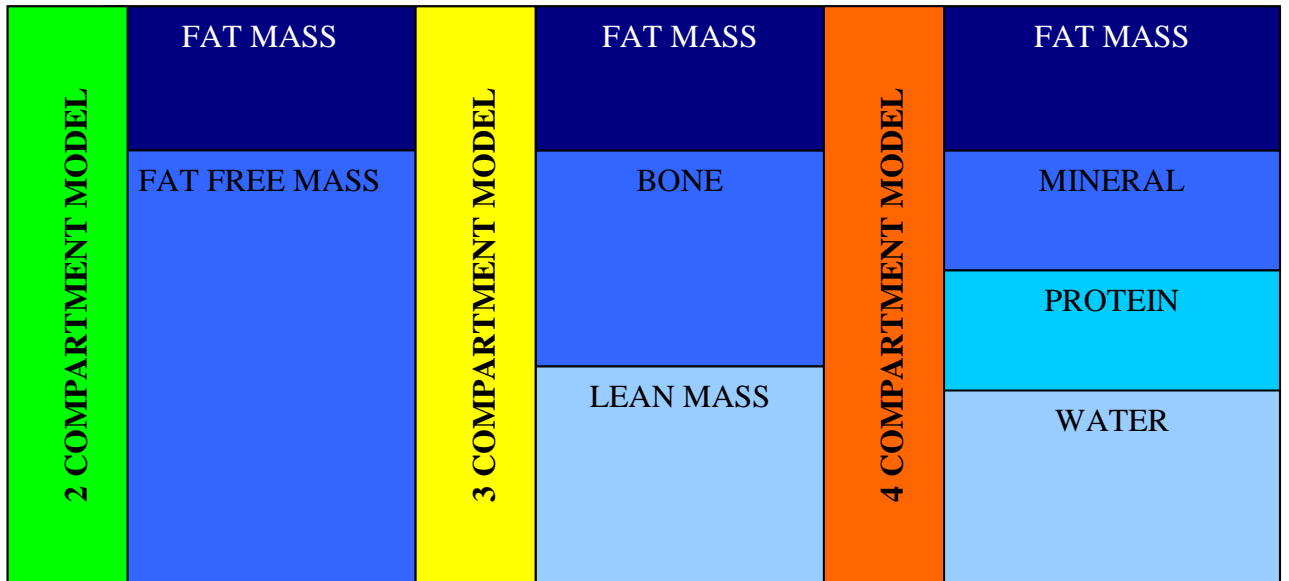 2 COMPARTMENT MODEL
FAT MASS
FAT FREE MASS
3 COMPARTMENT MODEL
FAT MASS
BONE
LEAN MASS
4 COMPARTMENT MODEL
FAT MASS
MINERAL
PROTEIN
WATER